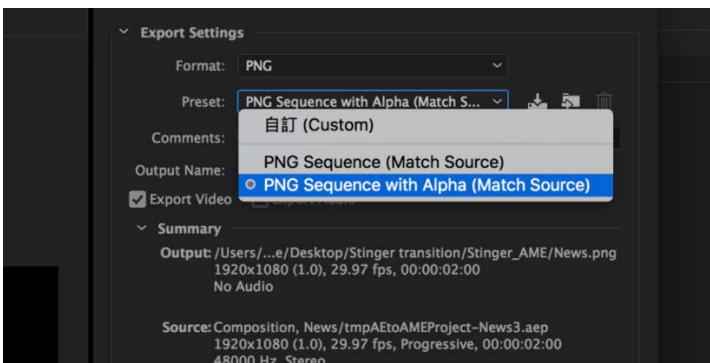 Export Settings
Format: PNG
Preset: PNG Sequence with Alpha (Match S...
自訂 (Custom)
Comments:
PNG Sequence (Match Source)
Output Name:
PNG Sequence with Alpha (Match Source)
Export Video Export Audio
Summary
Output: /Users/...e/Desktop/Stinger transition/Stinger_AME/News.png
1920x1080 (1.0), 29.97 fps, 00:00:02:00
No Audio
Source: Composition, News/tmpAEtoAMEProject-News3.aep
1920x1080 (1.0), 29.97 fps, Progressive, 00:00:02:00
48000 Hz, Stereo